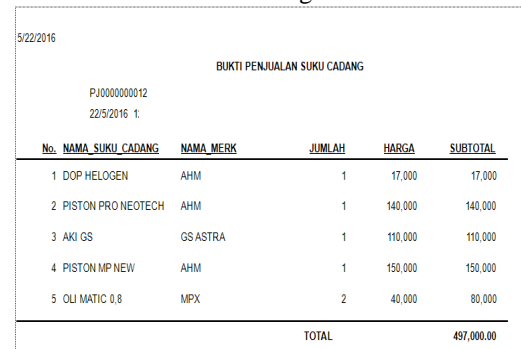 5/22/2016
BUKTI PENJUALAN SUKU CADANG
PJ0000000012
22/5/2016 1:
No. NAMA_SUKU_CADANG NAMA_MERK JUMLAH HARGA SUBTOTAL
1 DOP HELOGEN AHM 1 17,000 17,000
2 PISTON PRO NEOTECH AHM 1 140,000 140,000
3 AKI GS GS ASTRA 1 110,000 110,000
4 PISTON MP NEW AHM 1 150,000 150,000
5 OLI MATIC 0,8 MPX 2 40,000 80,000
TOTAL 497,000.00